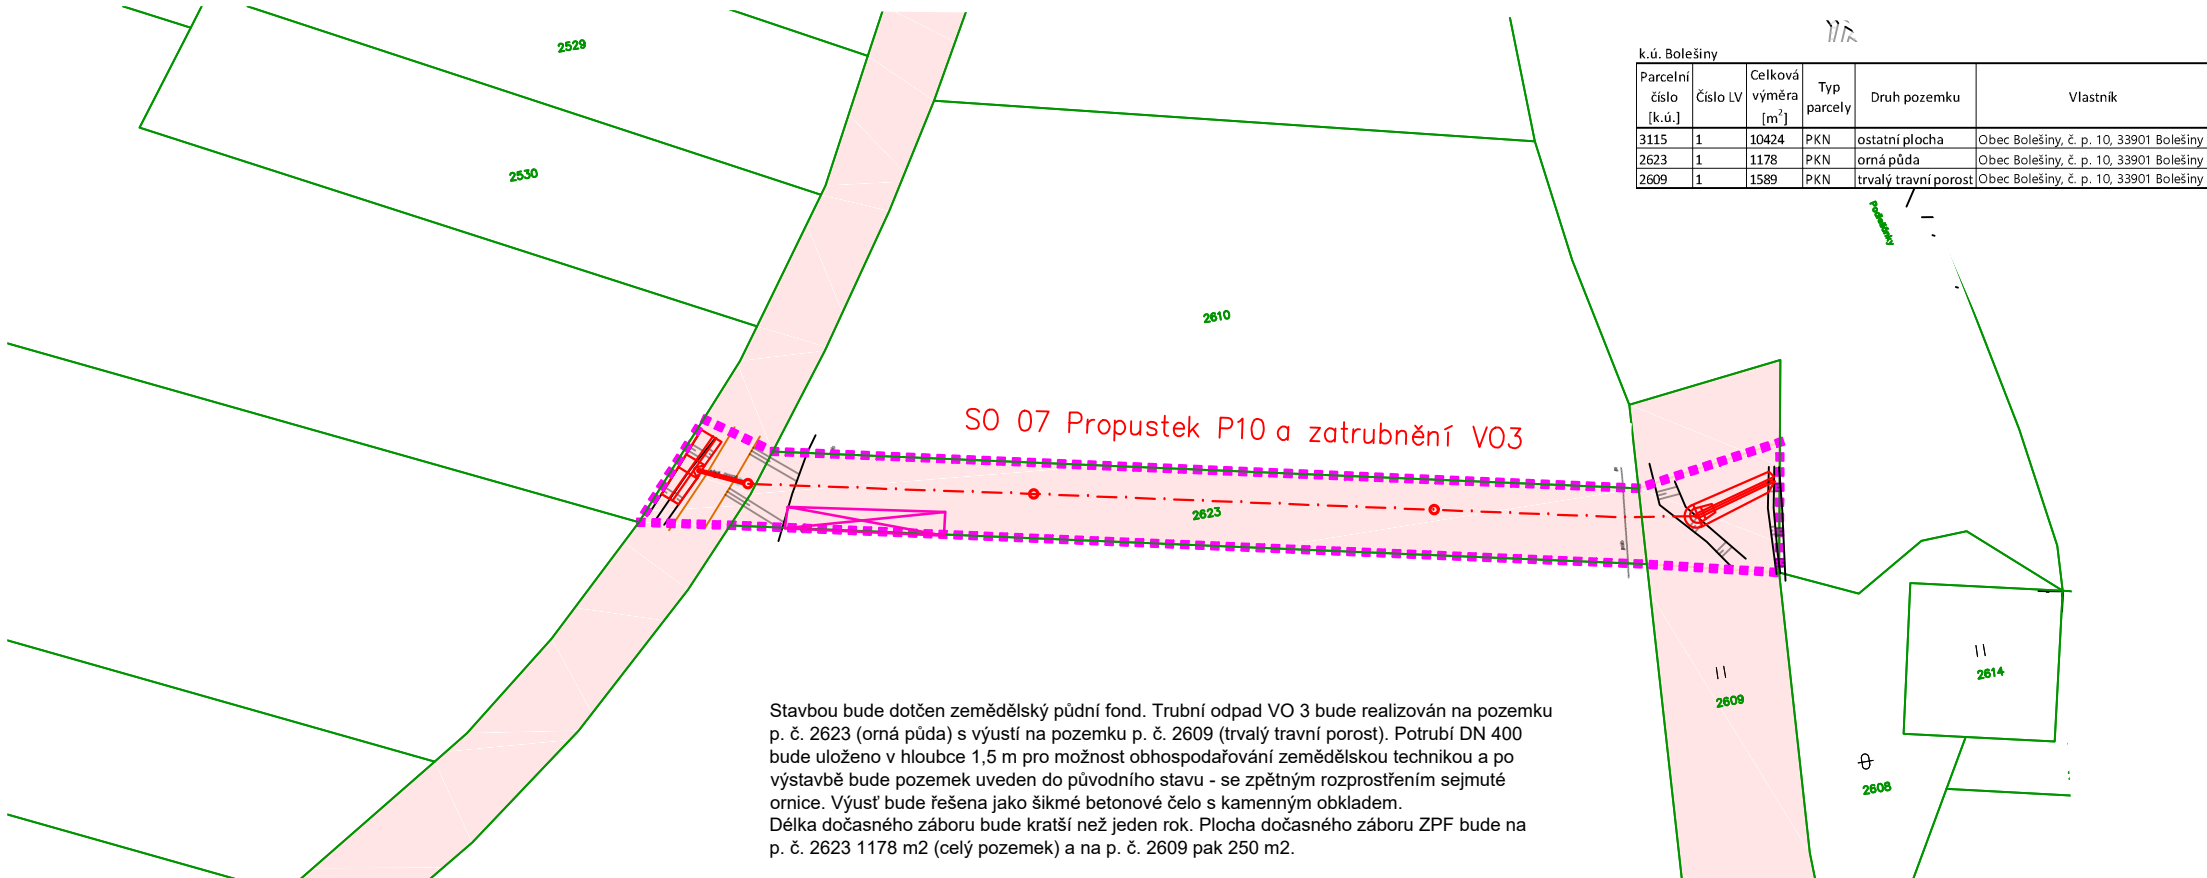 2529
2530
k.ú. Bolešiny
Parcelní číslo [k.ú.] Číslo LV Celková výměra [m²] Typ parcely Druh pozemku Vlastník
3115 1 10424 PKN ostatní plocha Obec Bolešiny, č. p. 10, 33901 Bolešiny
2623 1 1178 PKN orná půda Obec Bolešiny, č. p. 10, 33901 Bolešiny
2609 1 1589 PKN trvalý travní porost Obec Bolešiny, č. p. 10, 33901 Bolešiny
2610
SO 07 Propustek P10 a zatrubnění VO3
2623
2609
2614
2608
Stavbou bude dotčen zemědělský půdní fond. Trubní odpad VO 3 bude realizován na pozemku
p. č. 2623 (orná půda) s výustí na pozemku p. č. 2609 (trvalý travní porost). Potrubí DN 400
bude uloženo v hloubce 1,5 m pro možnost obhospodařování zemědělskou technikou a po
výstavbě bude pozemek uveden do původního stavu - se zpětným rozprostřením sejmuté
ornice. Výusť bude řešena jako šikmé betonové čelo s kamenným obkladem.
Délka dočasného záboru bude kratší než jeden rok. Plocha dočasného záboru ZPF bude na
p. č. 2623 1178 m2 (celý pozemek) a na p. č. 2609 pak 250 m2.